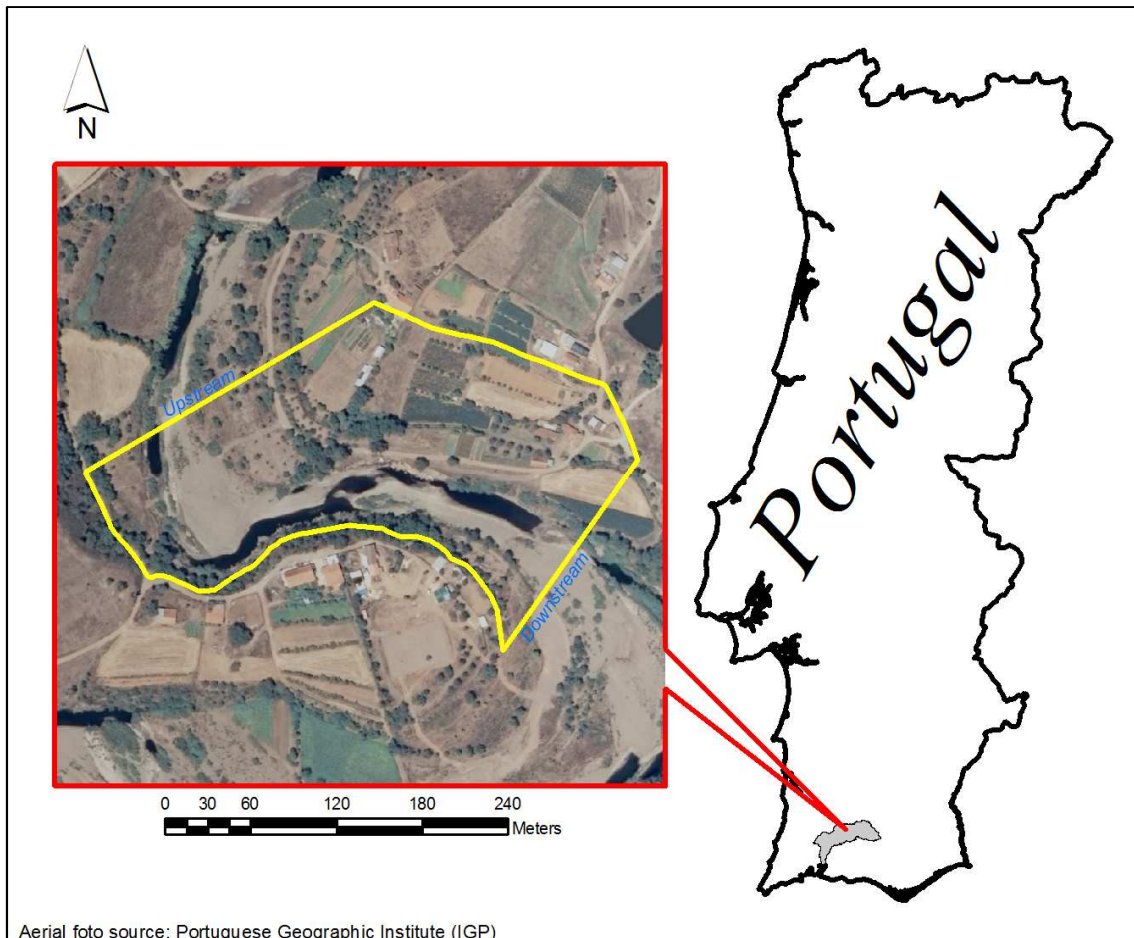 N
Upstream
Downstream
Portugal
0 30 60 120 180 240
Meters
Aerial foto source: Portuguese Geographic Institute (IGP)